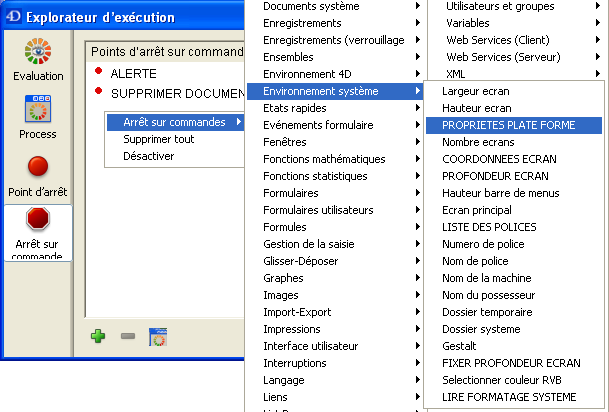 4D Explorateur d'exécution
Evaluation
Process
Point d'arrêt
Arrêt sur
commande
Points d'arrêt sur command
ALERTE
SUPPRIMER DOCUMEN
Arrêt sur commandes
Supprimer tout
Désactiver
Documents système
Enregistrements
Enregistrements (verrouillage
Ensembles
Environnement 4D
Environnement système
Etats rapides
Evénements formulaire
Fenêtres
Fonctions mathématiques
Fonctions statistiques
Formulaires
Formulaires utilisateurs
Formules
Gestion de la saisie
Glisser-Déposer
Graphes
Images
Import-Export
Impressions
Interface utilisateur
Interruptions
Langage
Liens
Utilisateurs et groupes
Variables
Web Services (Client)
Web Services (Serveur)
XML
Largeur ecran
Hauteur ecran
PROPRIETES PLATE FORME
Nombre ecrans
COORDONNEES ECRAN
PROFONDEUR ECRAN
Hauteur barre de menus
Ecran principal
LISTE DES POLICES
Numero de police
Nom de police
Nom de la machine
Nom du possesseur
Dossier temporaire
Dossier systeme
Gestalt
FIXER PROFONDEUR ECRAN
Selectionner couleur RVB
LIRE FORMATAGE SYSTEME